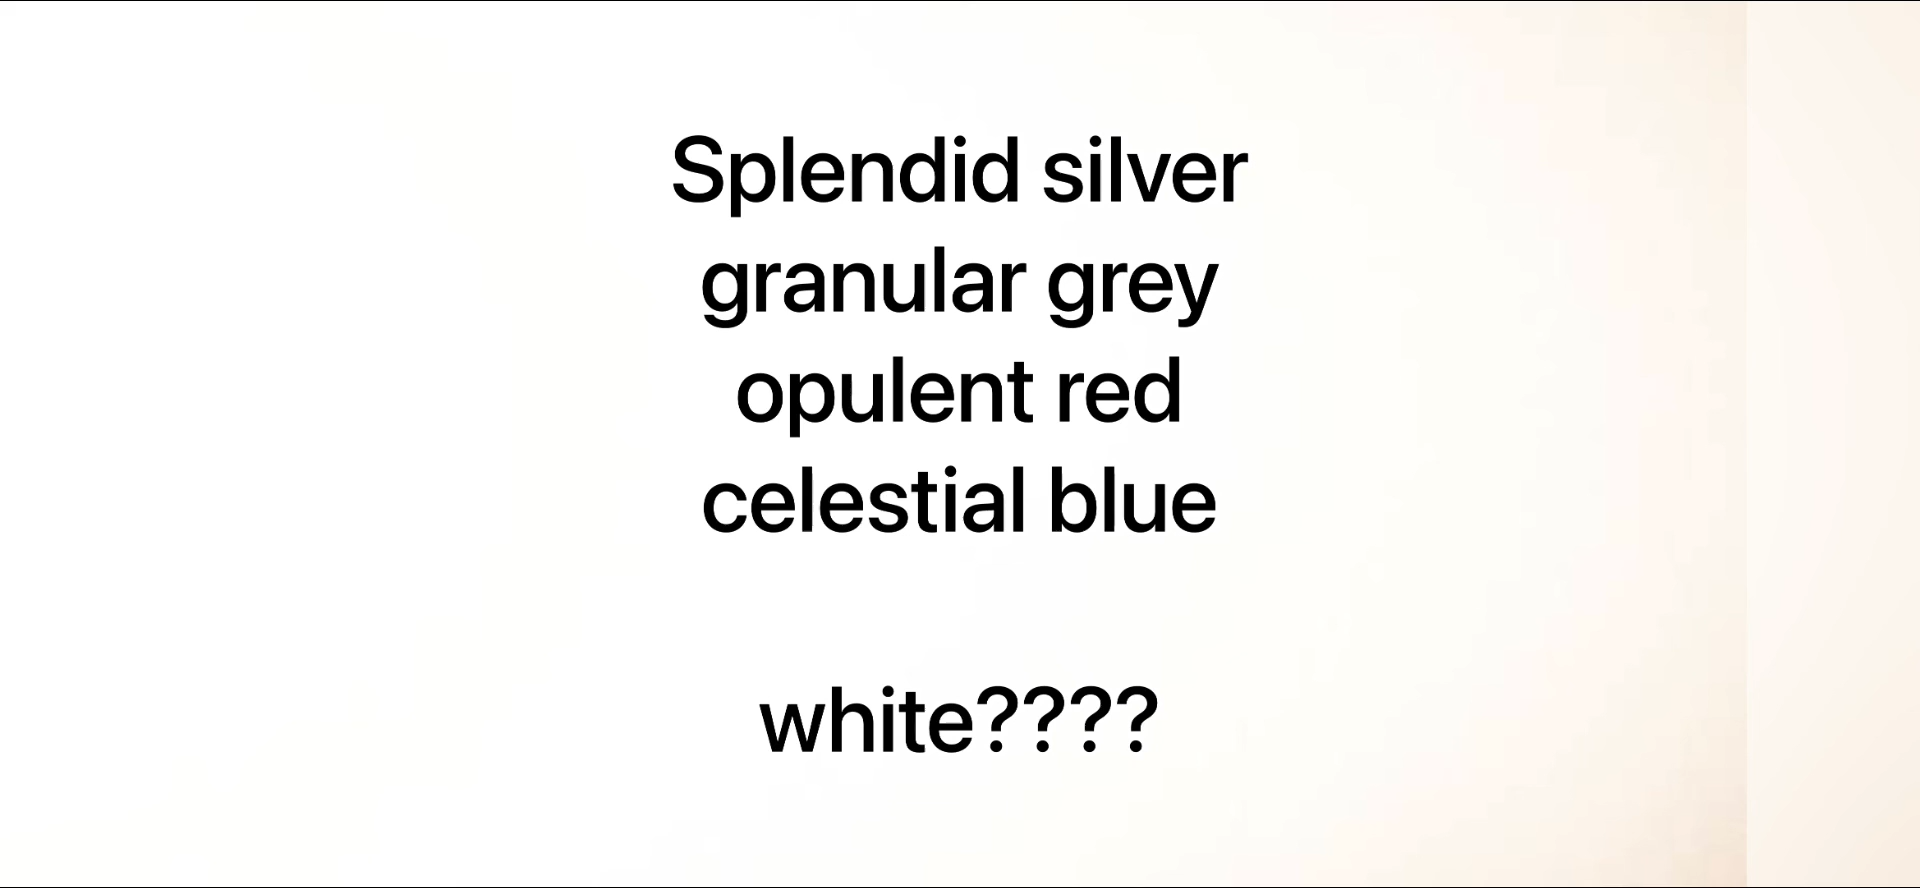 Splendid silver
granular grey
opulent red
celestial blue
white????